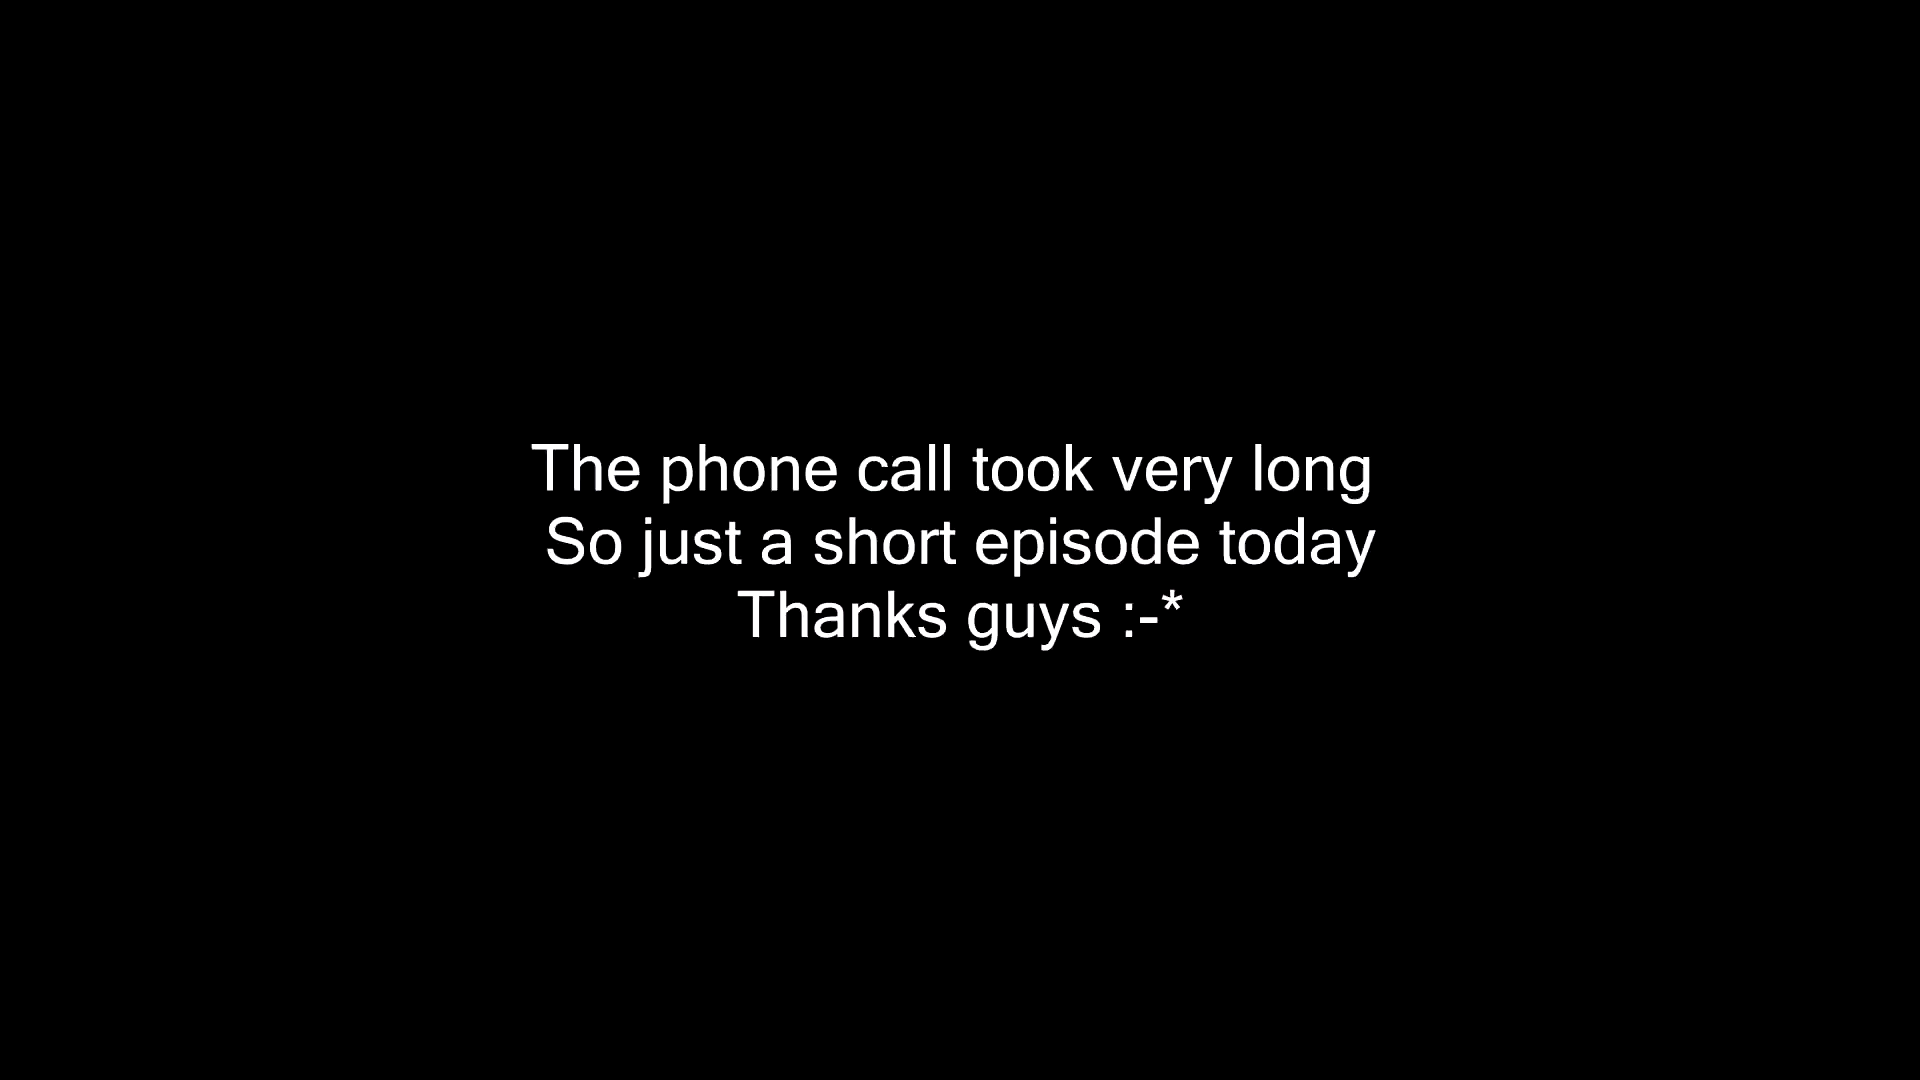 The phone call took very long
So just a short episode today
Thanks guys :-*